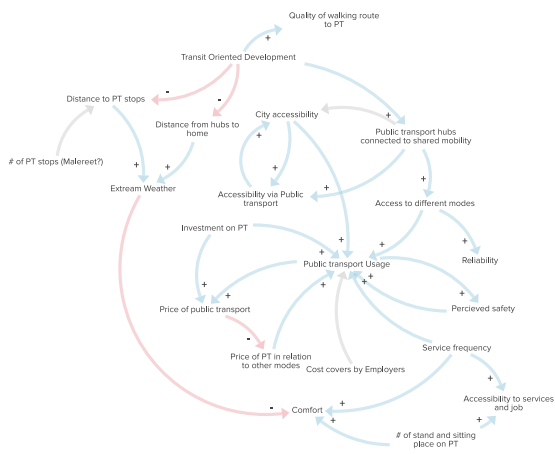 Quality of walking route
to PT
+
Transit Oriented Development
-
-
Distance to PT stops
City accessibility
+
Distance from hubs to
home
Public transport hubs
connected to shared mobility
# of PT stops (Malereet?)
+
+
+
+
+
+
Extream Weather
Accessibility via Public
transport
Access to different modes
Investment on PT
+
+
+
+
Public transport Usage
Reliability
+
+
+
+
+
+
Price of public transport
Percieved safety
-
Service frequency
Price of PT in relation
to other modes
Cost covers by Employers
+
-
+
Comfort
Accessibility to services
and job
+
+
# of stand and sitting
place on PT